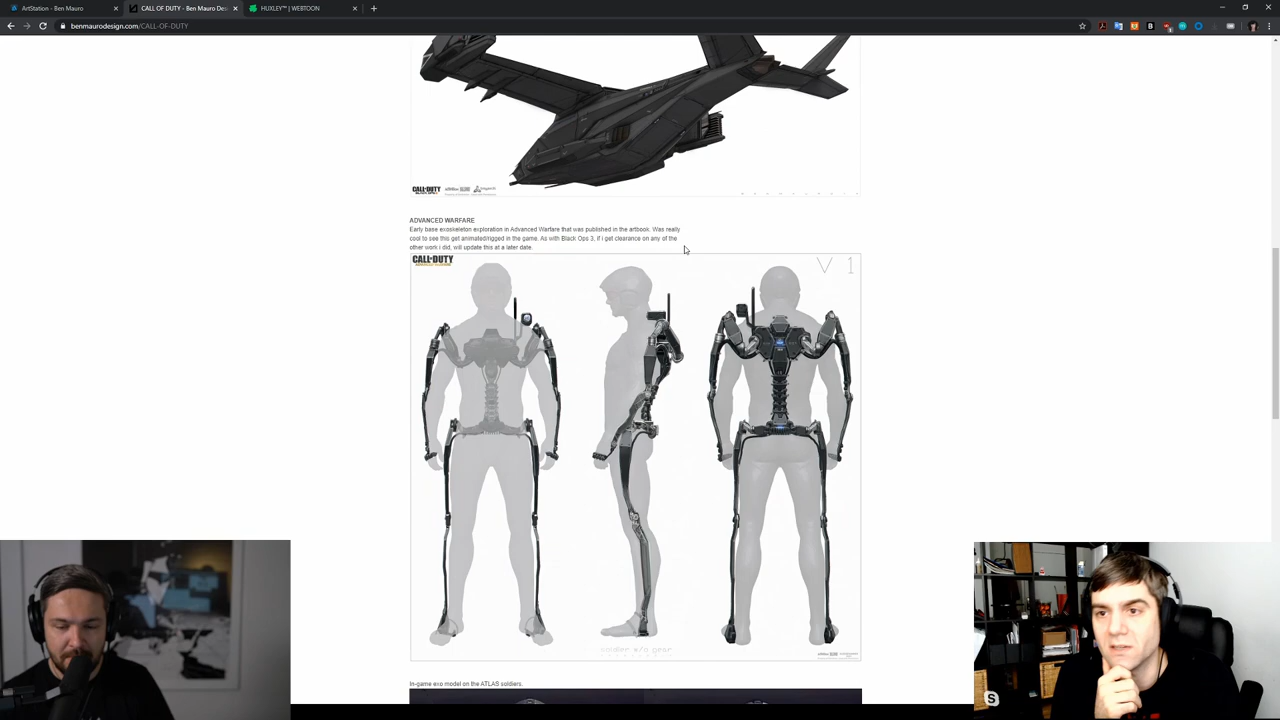 ArtStation - Ben Mauro
CALL OF DUTY - Ben Mauro Des
HUXLEY™ | WEBTOON
benmaurodesign.com/CALL-OF-DUTY
CALL OF DUTY
ADVANCED WARFARE
Early base exoskeleton exploration in Advanced Warfare that was published in the artbook. Was really
cool to see this get animated/rigged in the game. As with Black Ops 3, if i get clearance on any of the
other work i did, will update this at a later date.
CALL OF DUTY
V 1
soldier w/o gear
In-game exo model on the ATLAS soldiers.